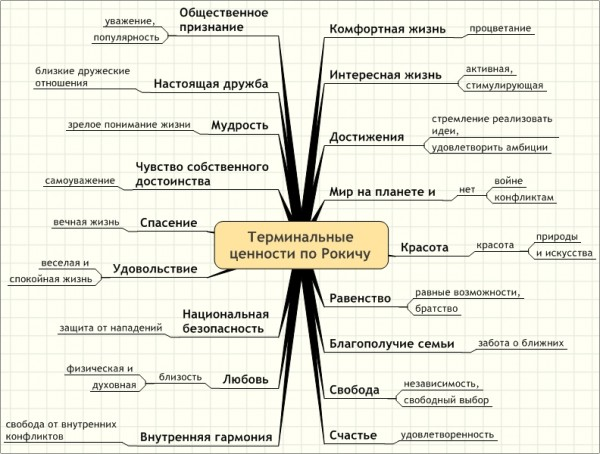 Терминальные
ценности по Рокичу
Комфортная жизнь
процветание
Интересная жизнь
активная,
стимулирующая
Достижения
стремление реализовать
идеи,
удовлетворить амбиции
Мир на планете и
нет
войне
конфликтам
Красота
красота
природы
и искусства
Равенство
равные возможности,
братство
Благополучие семьи
забота о ближних
Свобода
независимость,
свободный выбор
Счастье
удовлетворенность
Общественное
признание
уважение,
популярность
Настоящая дружба
близкие дружеские
отношения
Мудрость
зрелое понимание жизни
Чувство собственного
достоинства
самоуважение
Спасение
вечная жизнь
Удовольствие
веселая и
спокойная жизнь
Национальная
безопасность
защита от нападений
Любовь
близость
физическая и
духовная
Внутренняя гармония
свобода от внутренних
конфликтов